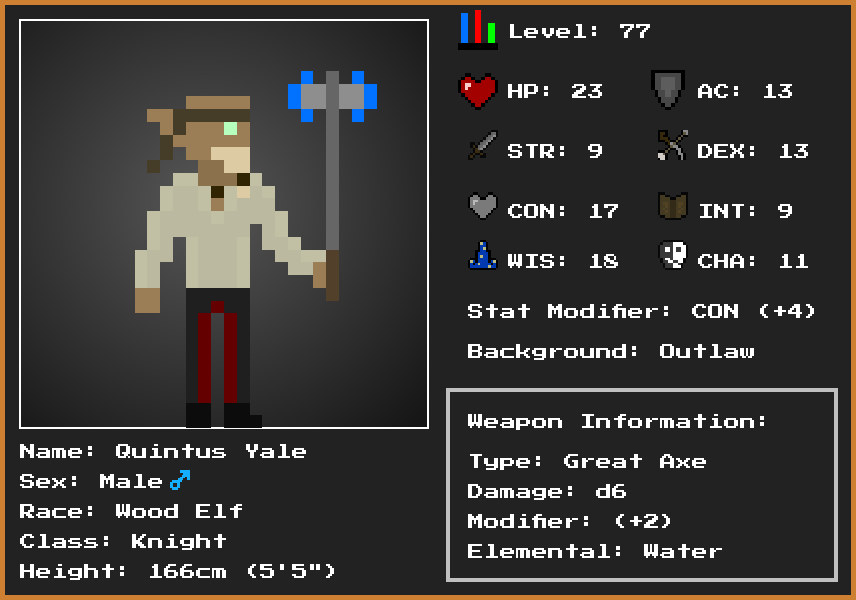 Level: 77
HP: 23
AC: 13
STR: 9
DEX: 13
CON: 17
INT: 9
WIS: 18
CHA: 11
Stat Modifier: CON (+4)
Background: Outlaw
Weapon Information:
Type: Great Axe
Damage: d6
Modifier: (+2)
Elemental: Water
Name: Quintus Yale
Sex: Male ♂
Race: Wood Elf
Class: Knight
Height: 166cm (5'5")